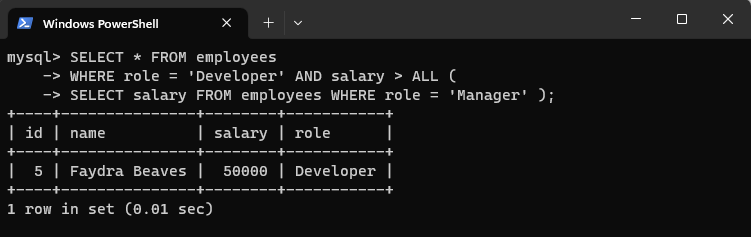 Windows PowerShell
mysql> SELECT * FROM employees
    -> WHERE role = 'Developer' AND salary > ALL (
    -> SELECT salary FROM employees WHERE role = 'Manager' );
+----+---------------+--------+-----------+
| id | name          | salary | role      |
+----+---------------+--------+-----------+
|  5 | Faydra Beaves |  50000 | Developer |
+----+---------------+--------+-----------+
1 row in set (0.01 sec)